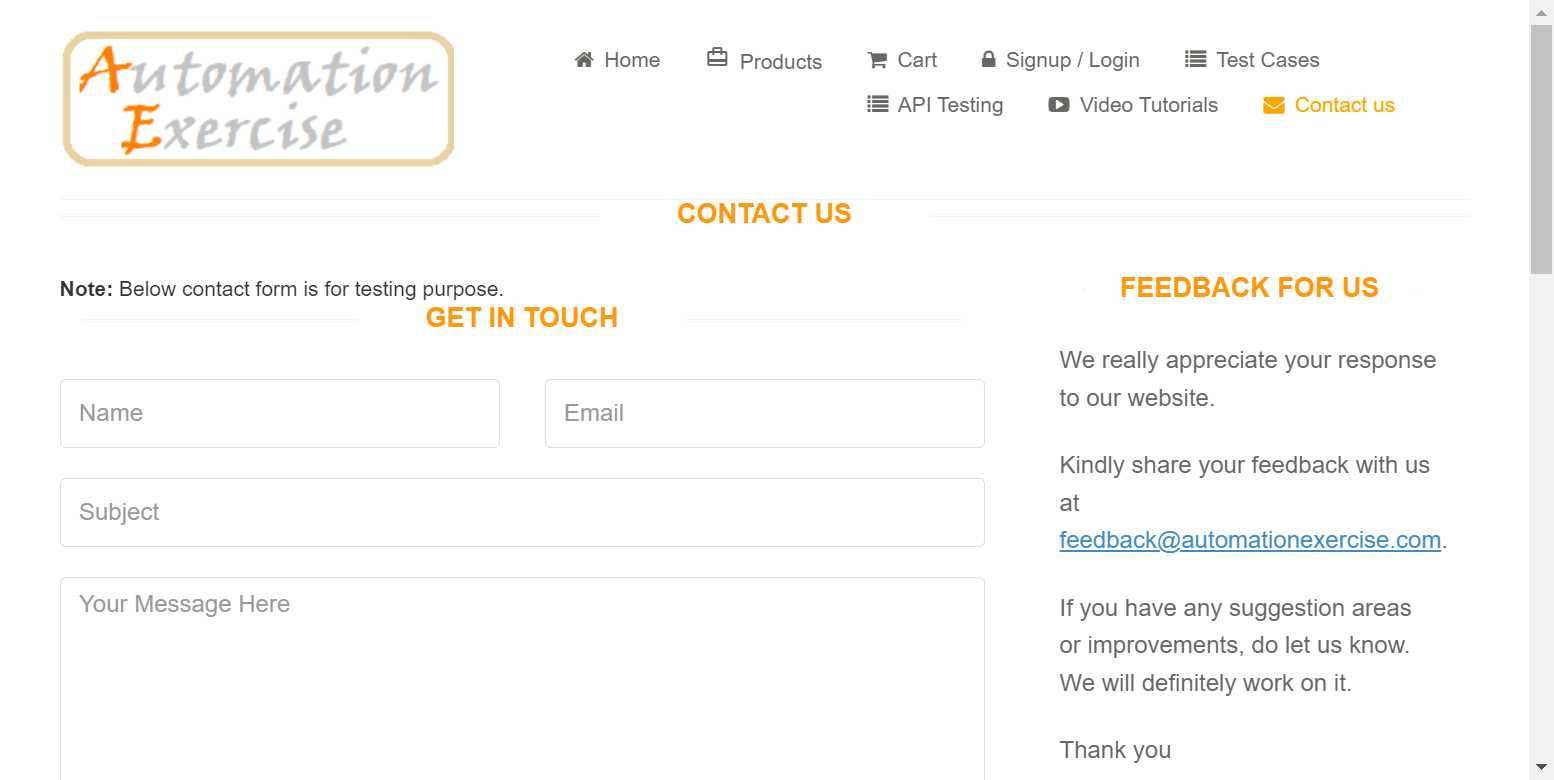 Automation
Exercise
Home
Products
Cart
Signup / Login
Test Cases
API Testing
Video Tutorials
Contact us
CONTACT US
Note: Below contact form is for testing purpose.
GET IN TOUCH
Name
Email
Subject
Your Message Here
FEEDBACK FOR US
We really appreciate your response
to our website.
Kindly share your feedback with us
at
feedback@automationexercise.com.
If you have any suggestion areas
or improvements, do let us know.
We will definitely work on it.
Thank you